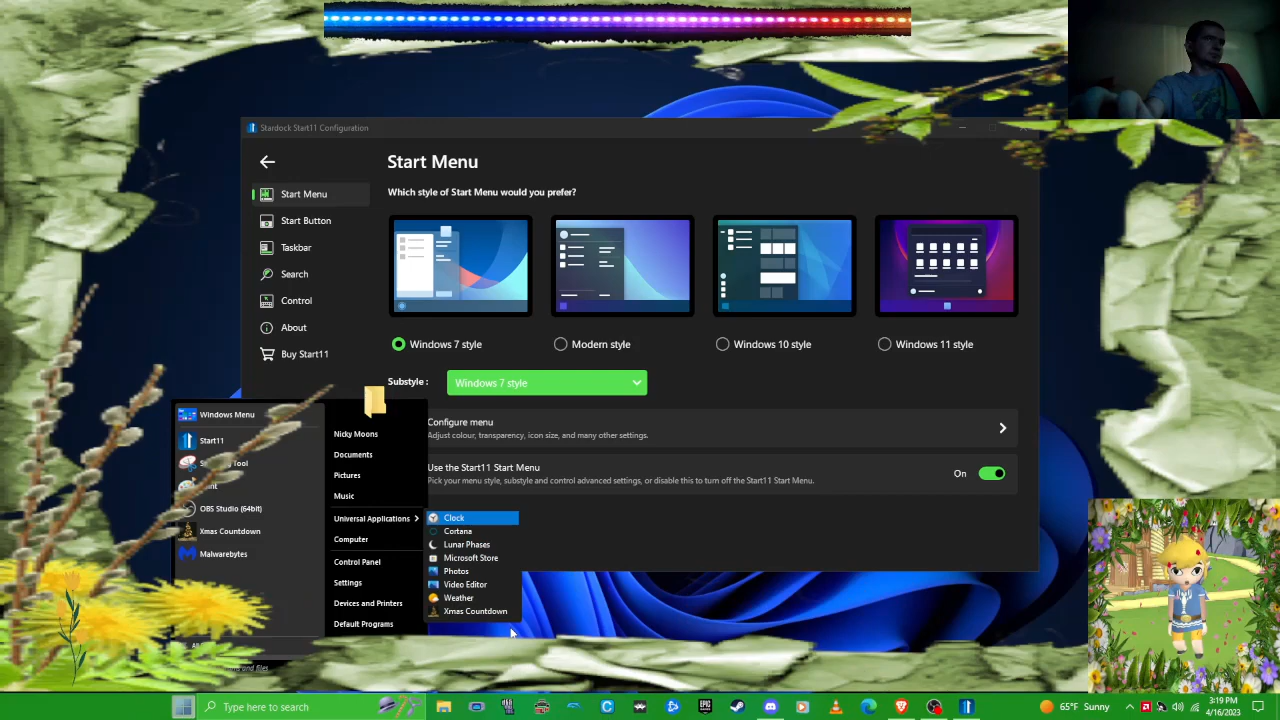 Stardock Start11 Configuration
Start Menu
Start Button
Taskbar
Search
Control
About
Buy Start11
Start Menu
Which style of Start Menu would you prefer?
Windows 7 style
Modern style
Windows 10 style
Windows 11 style
Substyle :
Windows 7 style
Configure menu
Adjust colour, transparency, icon size, and many other settings.
Use the Start11 Start Menu
Pick your menu style, substyle and control advanced settings, or disable this to turn off the Start11 Start Menu.
On
Windows Menu
Start11
Tool
OBS Studio (64bit)
Xmas Countdown
Malwarebytes
Nicky Moons
Documents
Pictures
Music
Universal Applications
Computer
Control Panel
Settings
Devices and Printers
Default Programs
Clock
Cortana
Lunar Phases
Microsoft Store
Photos
Video Editor
Weather
Xmas Countdown
and files
Type here to search
EPIC
65°F Sunny
3:19 PM
4/16/2023